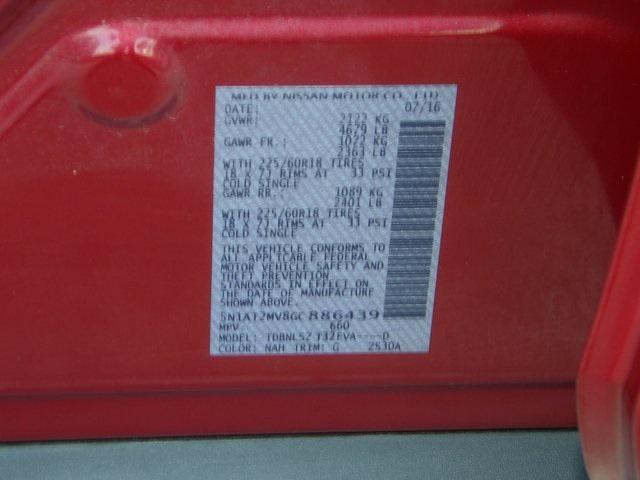 MFD BY NISSAN MOTOR CO., LTD
DATE: 07/16
GVWR: 2122 KG
4679 LB
GAWR FR.: 1072 KG
2363 LB
WITH 225/60R18 TIRES
18 X 7J RIMS AT 33 PSI
COLD SINGLE
GAWR RR.: 1089 KG
2401 LB
WITH 225/60R18 TIRES
18 X 7J RIMS AT 33 PSI
COLD SINGLE
THIS VEHICLE CONFORMS TO
ALL APPLICABLE FEDERAL
MOTOR VEHICLE SAFETY AND
THEFT PREVENTION
STANDARDS IN EFFECT ON
THE DATE OF MANUFACTURE
SHOWN ABOVE.
5N1AT2MV8GC886439
MPV 660
MODEL: TDBNL52 T32EVA----D
COLOR: NAH TRIM: G 2530A